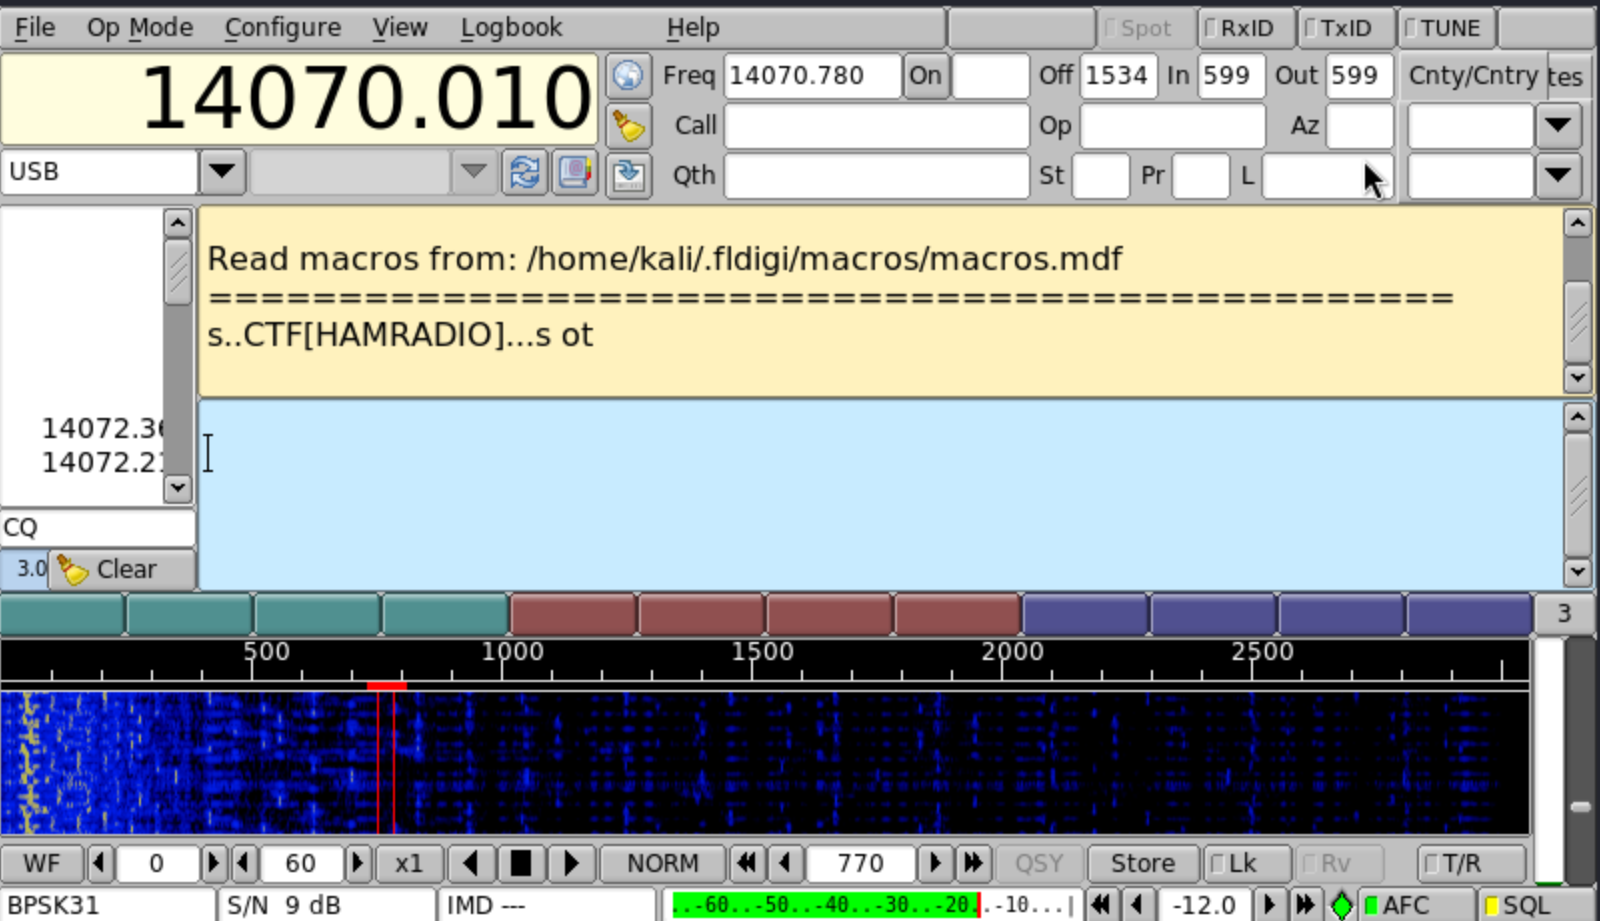 File Op Mode Configure View Logbook Help Spot RxID TxID TUNE
14070.010
Freq 14070.780 On Off 1534 In 599 Out 599 Cnty/Cntry tes
Call Op Az
USB
Qth St Pr L
Read macros from: /home/kali/.fldigi/macros/macros.mdf
================================================
s..CTF[HAMRADIO]...s ot
14072.36
14072.21
CQ
3.0 Clear
3
500 1000 1500 2000 2500
WF 0 60 x1 NORM 770 QSY Store Lk Rv T/R
BPSK31 S/N 9 dB IMD --- ..-60..-50..-40..-30..-20..-10...| -12.0 AFC SQL